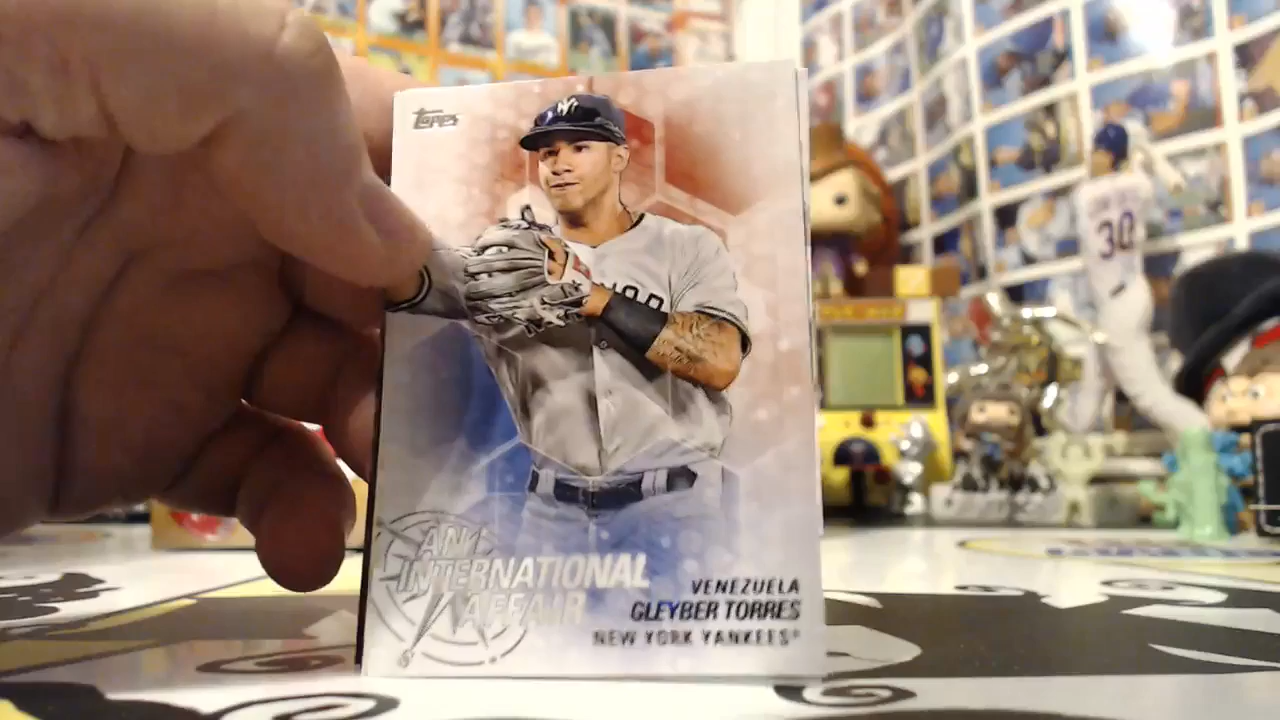 Topps
NY
AN
INTERNATIONAL
AFFAIR
VENEZUELA
GLEYBER TORRES
NEW YORK YANKEES®
30